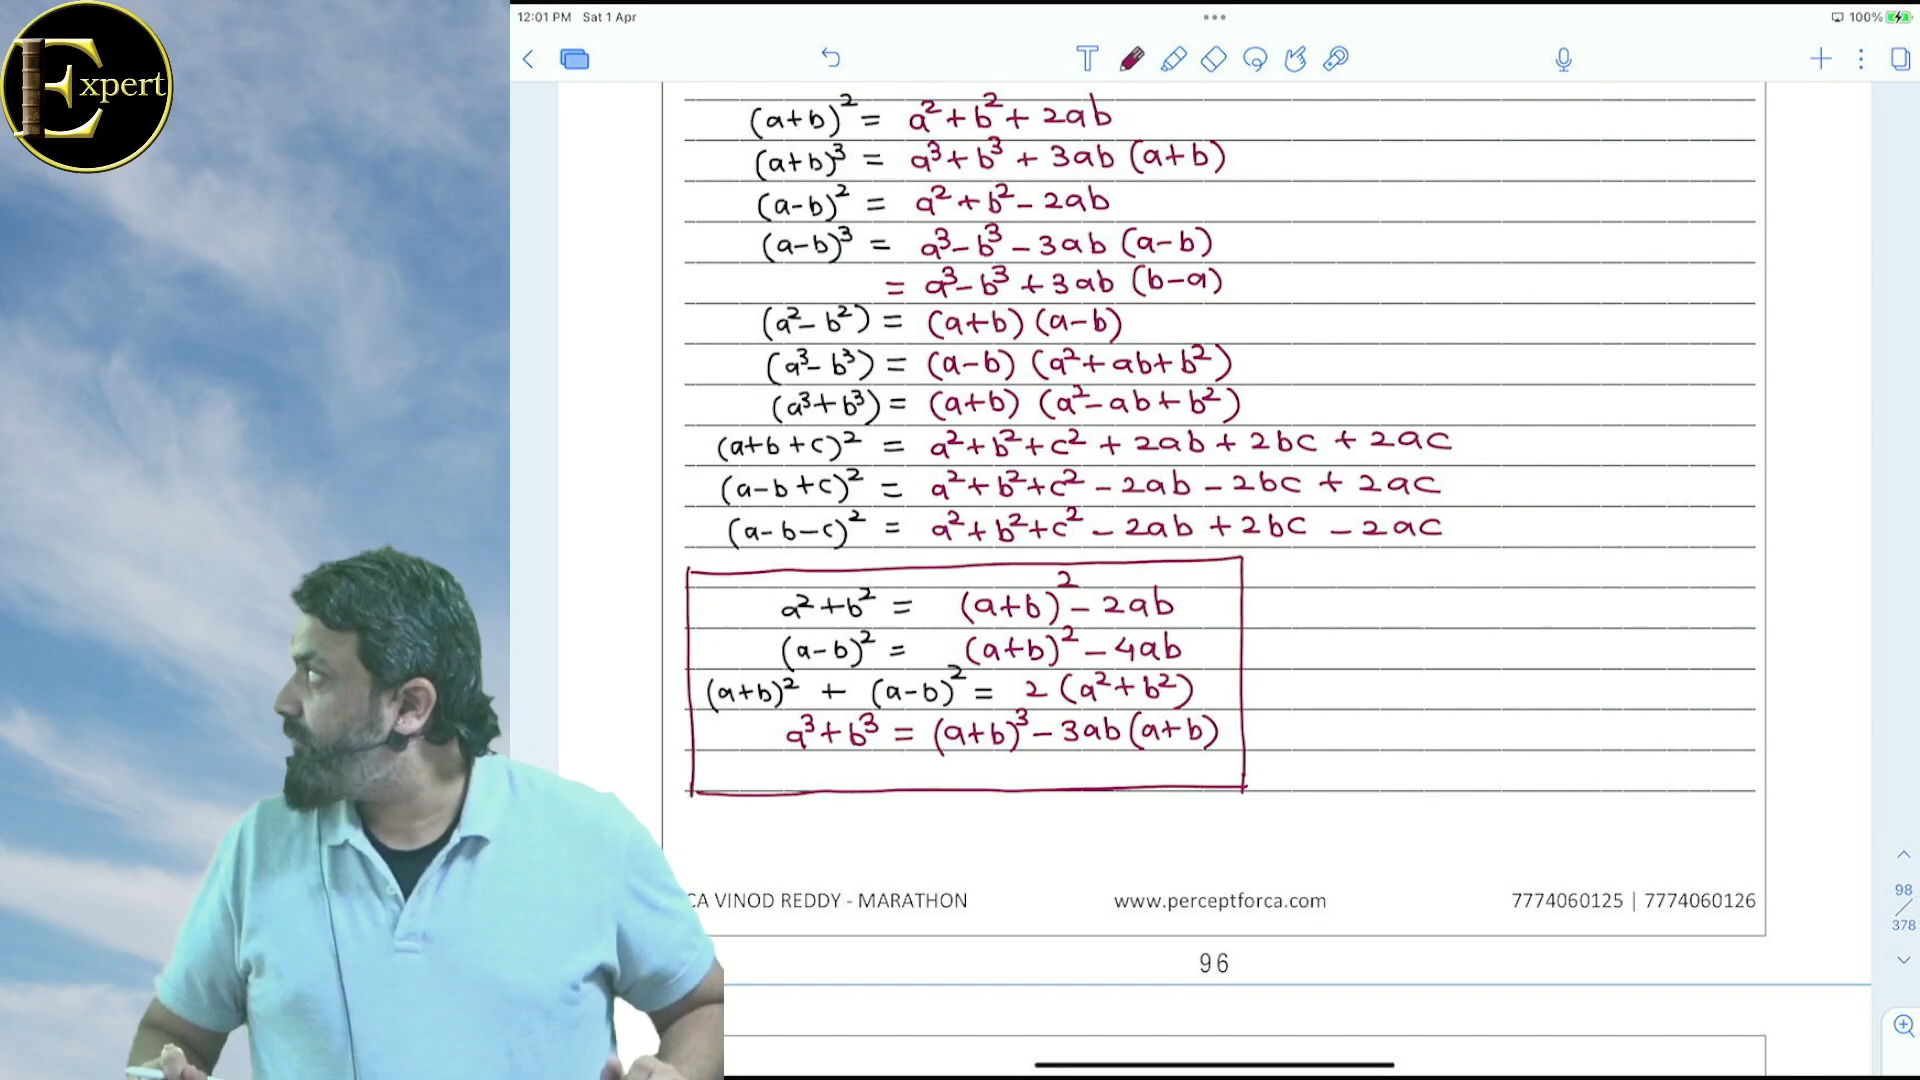 Expert
12:01 PM Sat 1 Apr
100%
(a+b)² = a²+b²+ 2ab
(a+b)³ = a³+b³ + 3ab (a+b)
(a-b)² = a²+b²- 2ab
(a-b)³ = a³-b³ - 3ab (a-b)
= a³-b³ + 3ab (b-a)
(a²- b²) = (a+b) (a-b)
(a³- b³) = (a-b) (a²+ab+b²)
(a³+b³) = (a+b) (a²-ab+b²)
(a+b+c)² = a²+b²+c² + 2ab + 2bc + 2ac
(a-b+c)² = a²+b²+c² - 2ab - 2bc + 2ac
(a-b-c)² = a²+b²+c² - 2ab + 2bc - 2ac
a²+b² = (a+b)² - 2ab
(a-b)² = (a+b)² - 4ab
(a+b)² + (a-b)² = 2 (a²+b²)
a³+b³ = (a+b)³ - 3ab(a+b)
CA VINOD REDDY - MARATHON www.perceptforca.com 7774060125 | 7774060126
96
98
/
378